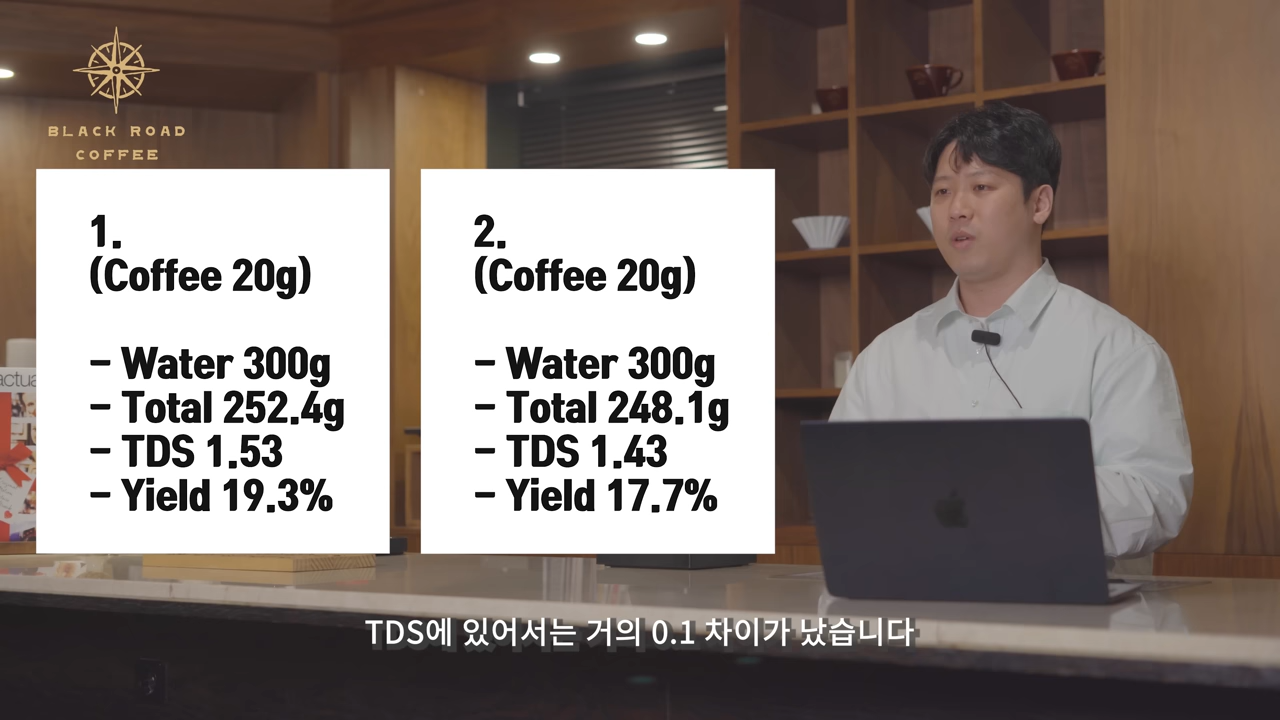 BLACK ROAD
COFFEE
1.
(Coffee 20g)
- Water 300g
- Total 252.4g
- TDS 1.53
- Yield 19.3%
2.
(Coffee 20g)
- Water 300g
- Total 248.1g
- TDS 1.43
- Yield 17.7%
actua
TDS에 있어서는 거의 0.1 차이가 났습니다